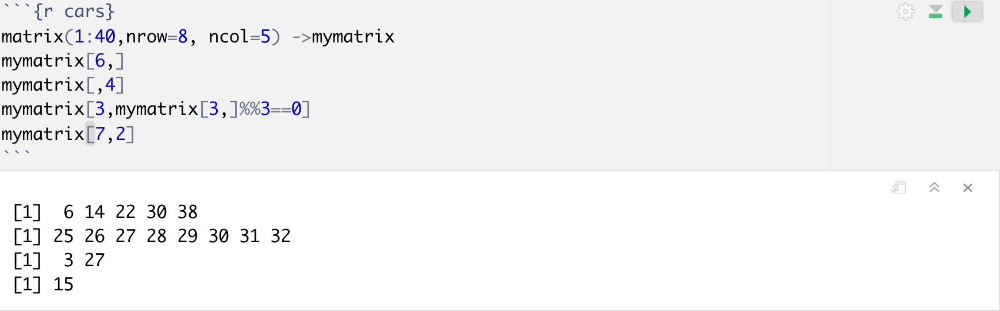 ```{r cars}
matrix(1:40,nrow=8, ncol=5) ->mymatrix
mymatrix[6,]
mymatrix[,4]
mymatrix[3,mymatrix[3,]%%3==0]
mymatrix[7,2]
```
[1]  6 14 22 30 38
[1] 25 26 27 28 29 30 31 32
[1]  3 27
[1] 15